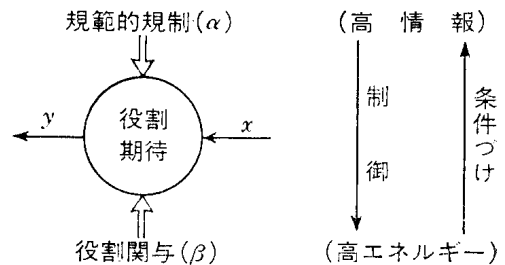 規範的規制(α)
役割
期待
y
x
役割関与(β)
(高 情 報)
制御
条件づけ
(高エネルギー)